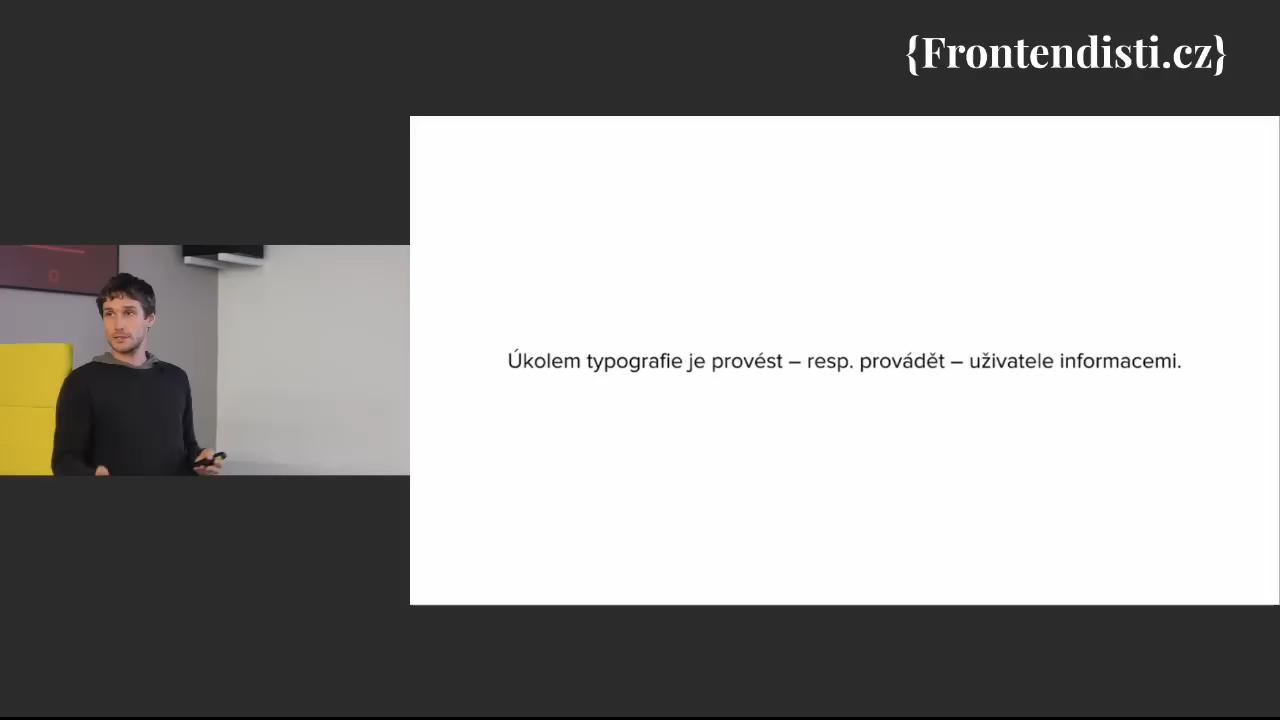 {Frontendisti.cz}
Úkolem typografie je provést – resp. provádět – uživatele informacemi.